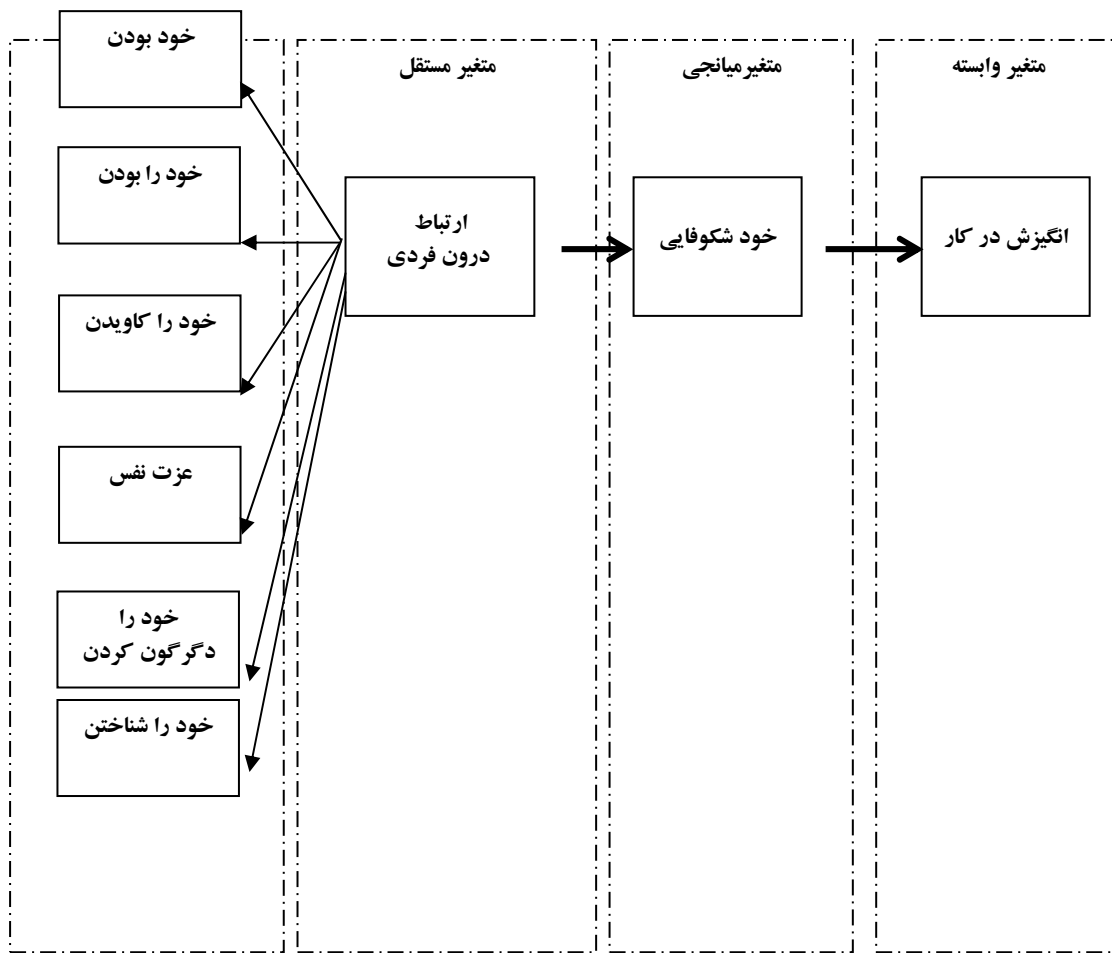 خود بودن
خود را بودن
خود را کاویدن
عزت نفس
خود را
دگرگون کردن
خود را شناختن
متغیر مستقل
ارتباط
درون فردی
متغیرمیانجی
خود شکوفایی
متغیر وابسته
انگیزش در کار